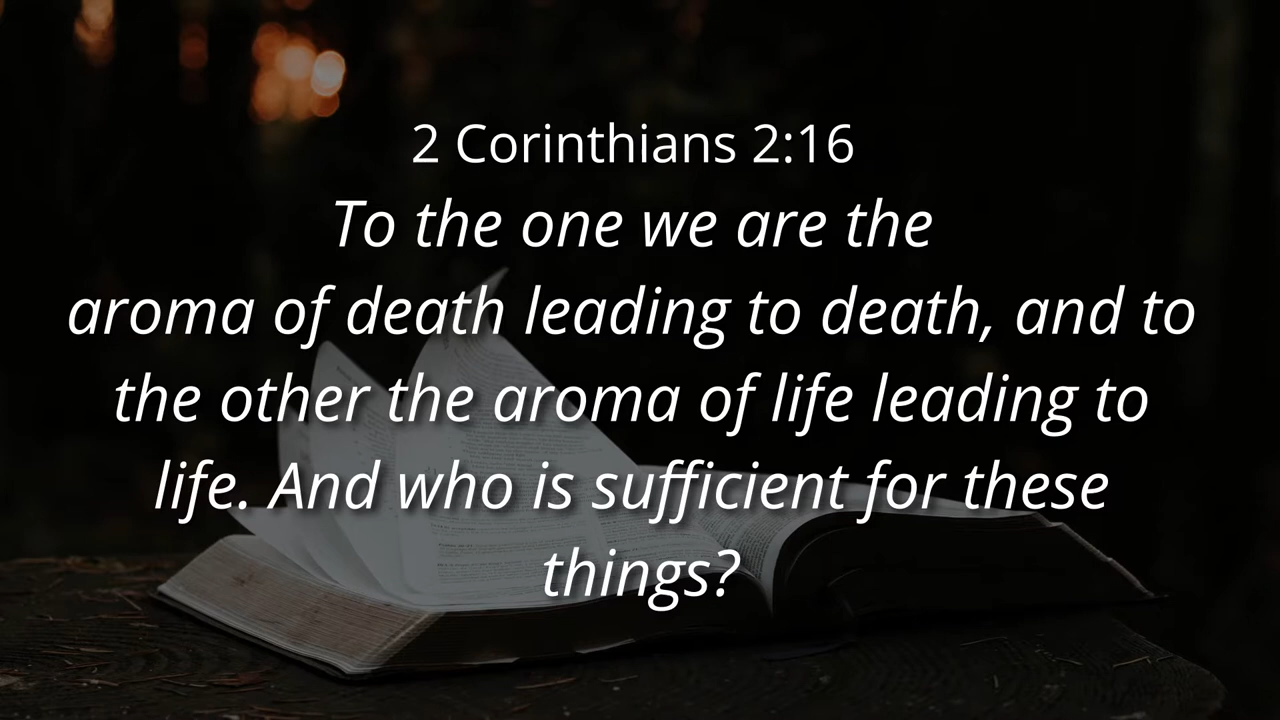 2 Corinthians 2:16
To the one we are the
aroma of death leading to death, and to
the other the aroma of life leading to
life. And who is sufficient for these
things?